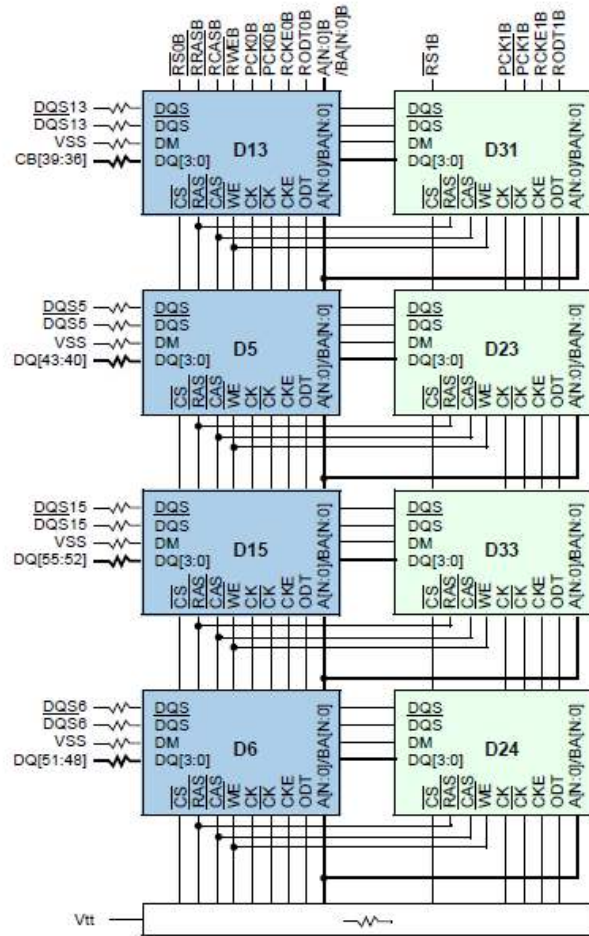 RS0B
RRASB
RCASB
RWEB
PCK0B
PCK0B
RCKE0B
RODT0B
A[N:0]B
/BA[N:0]B
RS1B
PCK1B
PCK1B
RCKE1B
RODT1B
DQS13
DQS13
VSS
CB[39:36]
DQS
DQS
DM
DQ[3:0]
D13
CS
RAS
CAS
WE
CK
CK
CKE
ODT
A[N:0]/BA[N:0]
DQS
DQS
DM
DQ[3:0]
D31
CS
RAS
CAS
WE
CK
CK
CKE
ODT
A[N:0]/BA[N:0]
DQS5
DQS5
VSS
DQ[43:40]
DQS
DQS
DM
DQ[3:0]
D5
CS
RAS
CAS
WE
CK
CK
CKE
ODT
A[N:0]/BA[N:0]
DQS
DQS
DM
DQ[3:0]
D23
CS
RAS
CAS
WE
CK
CK
CKE
ODT
A[N:0]/BA[N:0]
DQS15
DQS15
VSS
DQ[55:52]
DQS
DQS
DM
DQ[3:0]
D15
CS
RAS
CAS
WE
CK
CK
CKE
ODT
A[N:0]/BA[N:0]
DQS
DQS
DM
DQ[3:0]
D33
CS
RAS
CAS
WE
CK
CK
CKE
ODT
A[N:0]/BA[N:0]
DQS6
DQS6
VSS
DQ[51:48]
DQS
DQS
DM
DQ[3:0]
D6
CS
RAS
CAS
WE
CK
CK
CKE
ODT
A[N:0]/BA[N:0]
DQS
DQS
DM
DQ[3:0]
D24
CS
RAS
CAS
WE
CK
CK
CKE
ODT
A[N:0]/BA[N:0]
Vtt